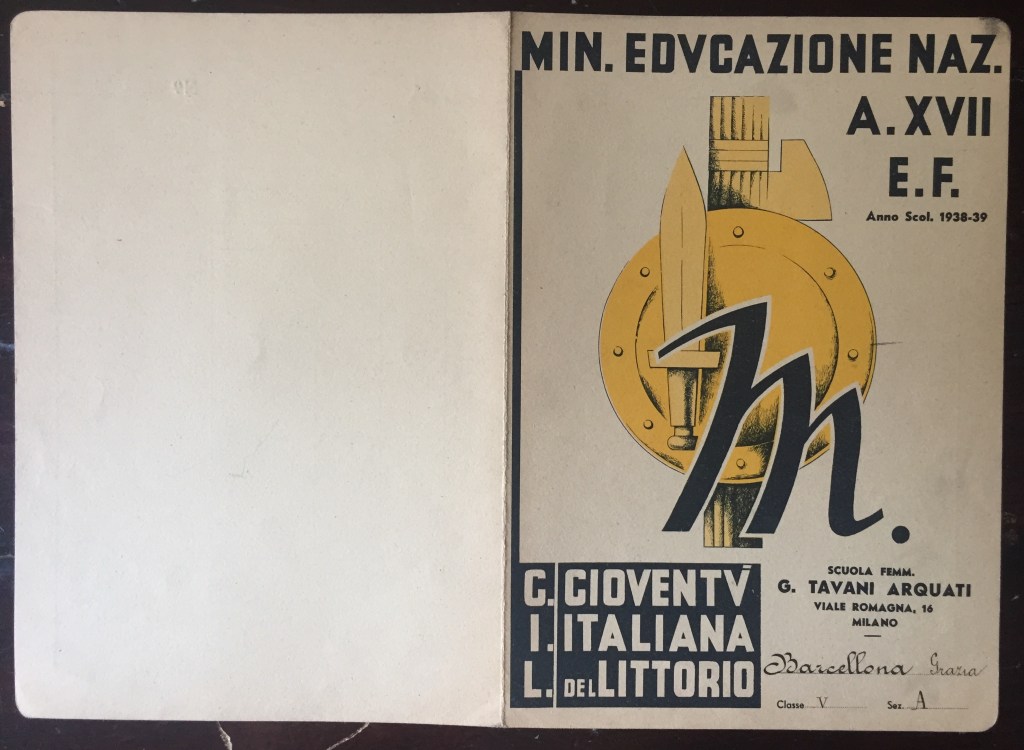 MIN. EDVCAZIONE NAZ.
A. XVII
E. F.
Anno Scol. 1938-39
m.
G. GIOVENTÙ
I. ITALIANA
L. DEL LITTORIO
SCUOLA FEMM.
G. TAVANI ARQUATI
VIALE ROMAGNA, 16
MILANO
Barcellona Grazia
Classe V Sez. A